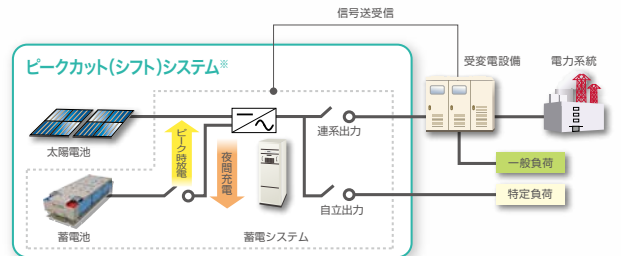 信号送受信
ピークカット(シフト)システム※
受変電設備
電力系統
太陽電池
ピーク時放電
夜間充電
連系出力
一般負荷
特定負荷
自立出力
蓄電池
蓄電システム